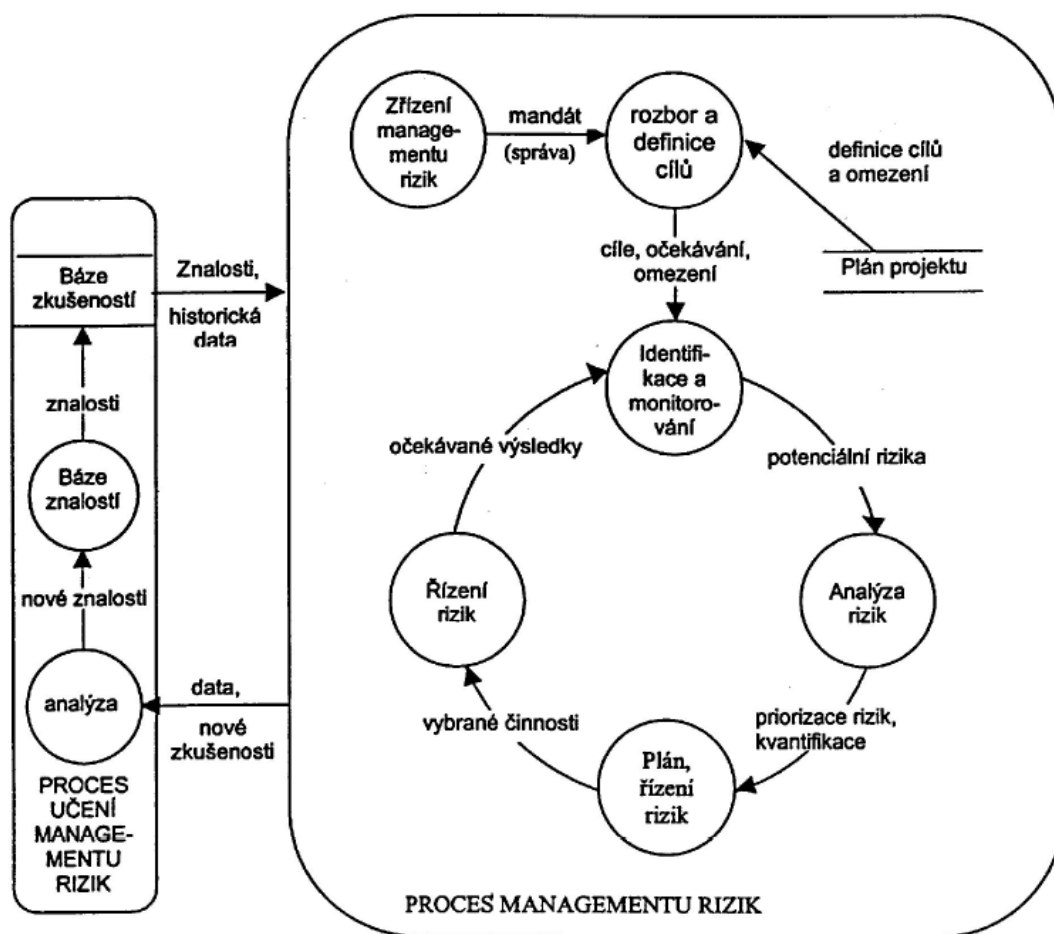 Zřízení
manage-
mentu
rizik
mandát
(správa)
rozbor a
definice
cílů
definice cílů
a omezení
Plán projektu
cíle, očekávání,
omezení
Báze
zkušeností
Znalosti,
historická
data
znalosti
Báze
znalostí
nové znalosti
analýza
data,
nové
zkušenosti
PROCES
UČENÍ
MANAGE-
MENTU
RIZIK
Identifi-
kace a
monitoro-
vání
očekávané výsledky
potenciální rizika
Řízení
rizik
Analýza
rizik
vybrané činnosti
priorizace rizik,
kvantifikace
Plán,
řízení
rizik
PROCES MANAGEMENTU RIZIK